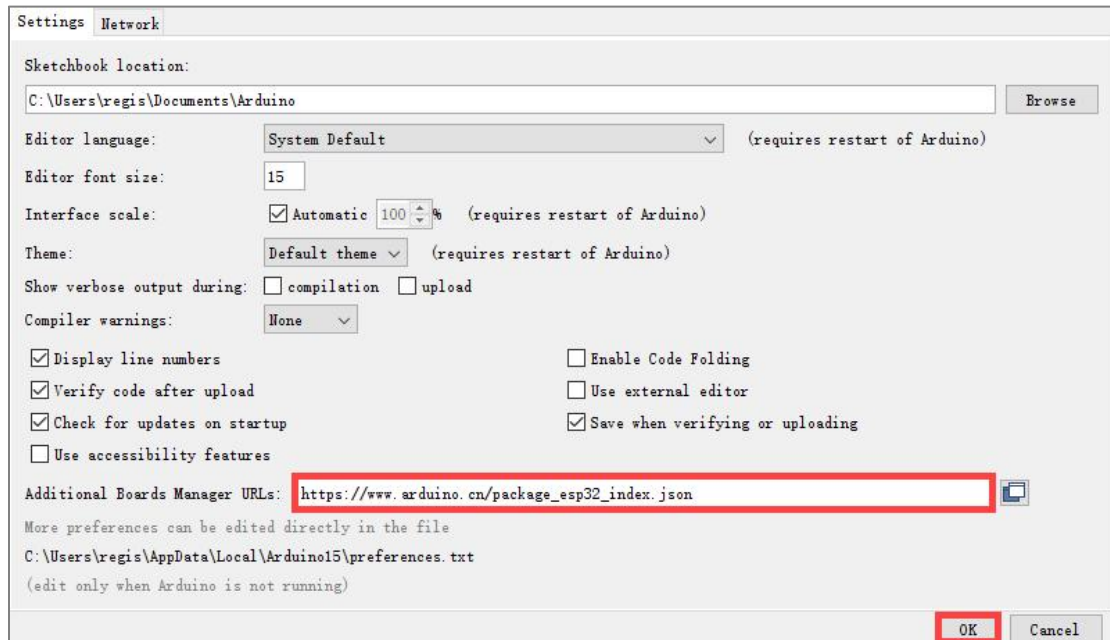 Settings Network
Sketchbook location:
C:\Users\regis\Documents\Arduino Browse
Editor language: System Default (requires restart of Arduino)
Editor font size: 15
Interface scale: Automatic 100 % (requires restart of Arduino)
Theme: Default theme (requires restart of Arduino)
Show verbose output during: compilation upload
Compiler warnings: None
Display line numbers Enable Code Folding
Verify code after upload Use external editor
Check for updates on startup Save when verifying or uploading
Use accessibility features
Additional Boards Manager URLs: https://www.arduino.cn/package_esp32_index.json
More preferences can be edited directly in the file
C:\Users\regis\AppData\Local\Arduino15\preferences.txt
(edit only when Arduino is not running)
OK Cancel